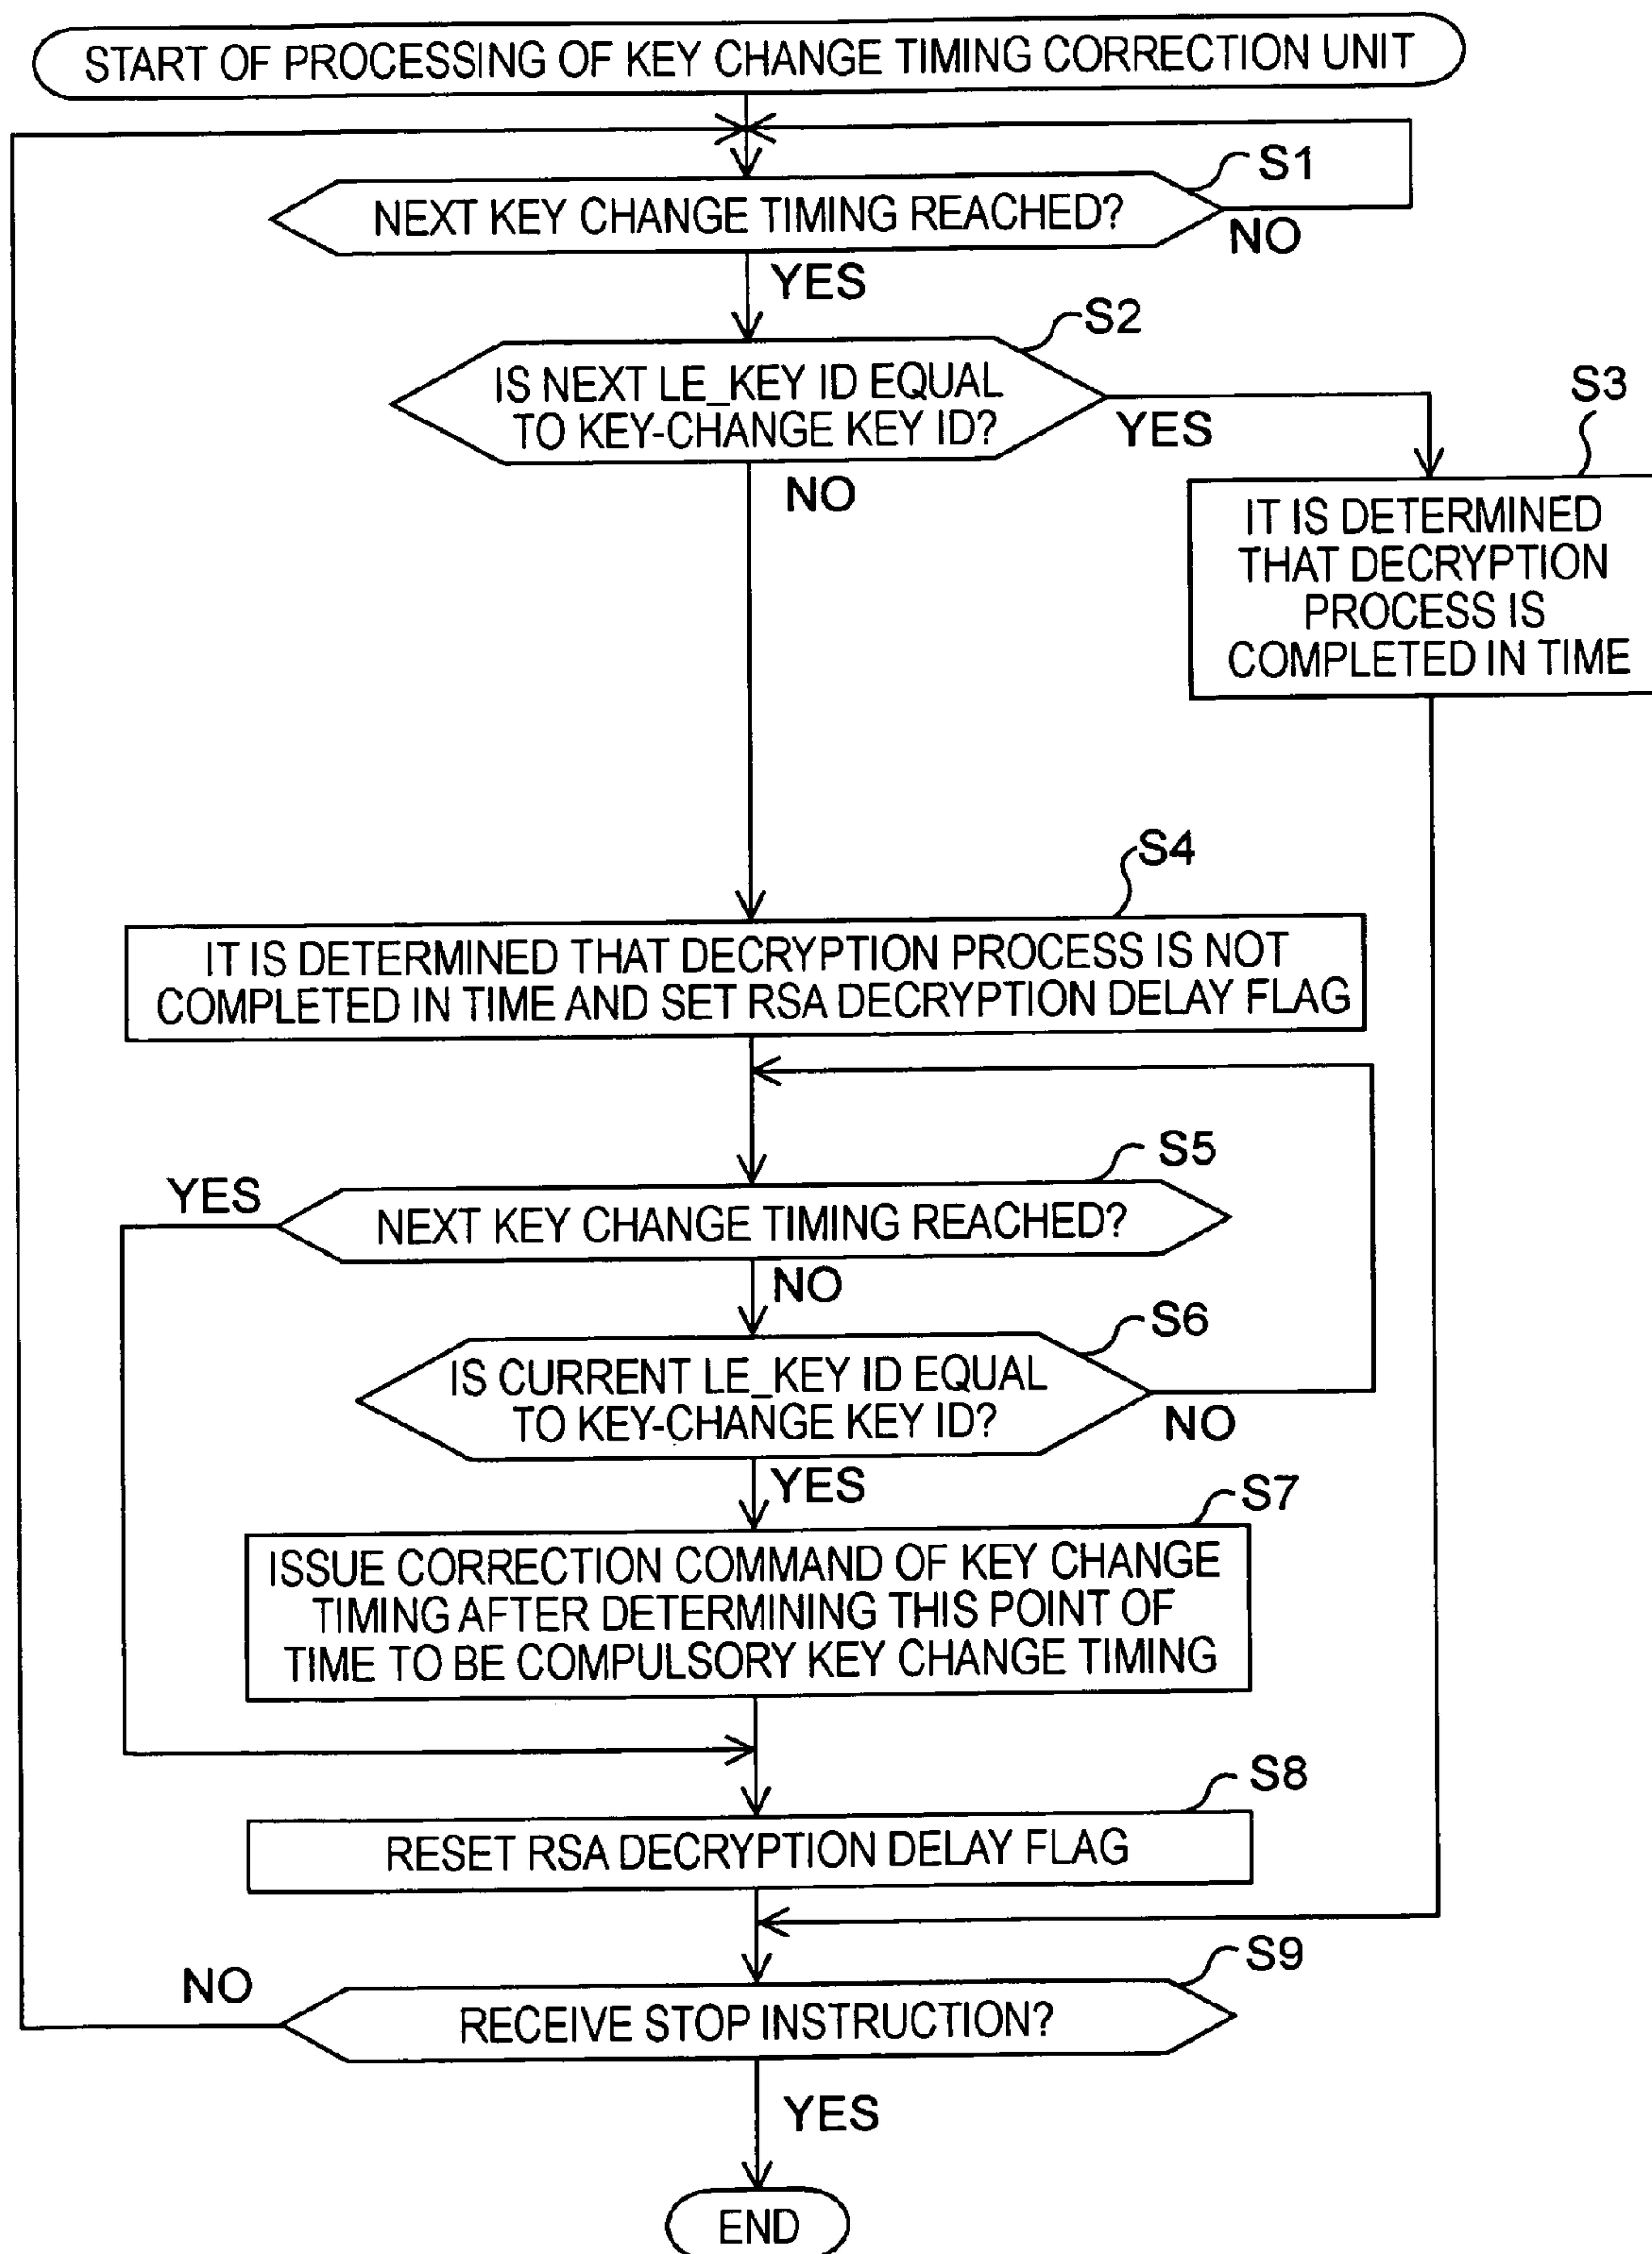 START OF PROCESSING OF KEY CHANGE TIMING CORRECTION UNIT
S1
NEXT KEY CHANGE TIMING REACHED?
NO
YES
S2
IS NEXT LE_KEY ID EQUAL
TO KEY-CHANGE KEY ID?
YES
NO
S3
IT IS DETERMINED
THAT DECRYPTION
PROCESS IS
COMPLETED IN TIME
S4
IT IS DETERMINED THAT DECRYPTION PROCESS IS NOT
COMPLETED IN TIME AND SET RSA DECRYPTION DELAY FLAG
S5
YES
NEXT KEY CHANGE TIMING REACHED?
NO
S6
IS CURRENT LE_KEY ID EQUAL
TO KEY-CHANGE KEY ID?
NO
YES
S7
ISSUE CORRECTION COMMAND OF KEY CHANGE
TIMING AFTER DETERMINING THIS POINT OF
TIME TO BE COMPULSORY KEY CHANGE TIMING
S8
RESET RSA DECRYPTION DELAY FLAG
S9
NO
RECEIVE STOP INSTRUCTION?
YES
END